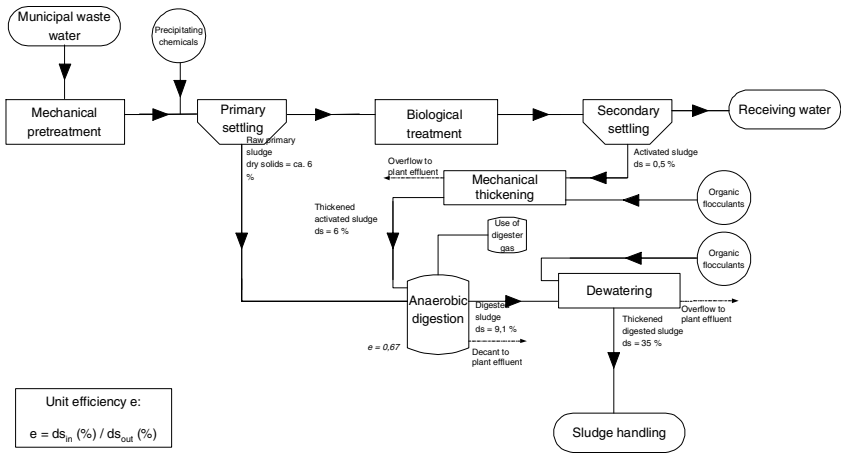 Municipal waste
water
Precipitating
chemicals
Mechanical
pretreatment
Primary
settling
Biological
treatment
Secondary
settling
Receiving water
Raw primary
sludge
dry solids = ca. 6
%
Activated sludge
ds = 0,5 %
Overflow to
plant effluent
Mechanical
thickening
Organic
flocculants
Thickened
activated sludge
ds = 6 %
Use of
digester
gas
Organic
flocculants
Anaerobic
digestion
Digested
sludge
ds = 9,1 %
Dewatering
Overflow to
plant effluent
e = 0,67
Decant to
plant effluent
Thickened
digested sludge
ds = 35 %
Unit efficiency e:
e = ds_in (%) / ds_out (%)
Sludge handling